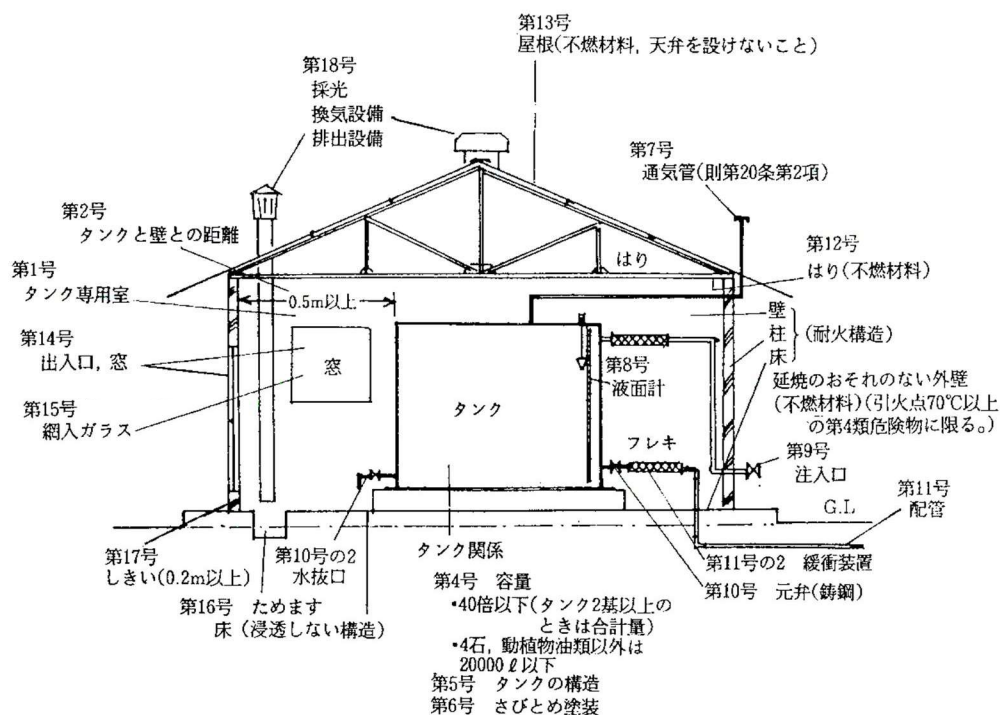 第13号
屋根(不燃材料, 天弁を設けないこと)
第18号
採光
換気設備
排出設備
第7号
通気管(則第20条第2項)
第2号
タンクと壁との距離
第12号
はり(不燃材料)
はり
第1号
タンク専用室
0.5m以上
壁
柱
床
(耐火構造)
第14号
出入口, 窓
窓
第8号
液面計
タンク
延焼のおそれのない外壁
(不燃材料)(引火点70℃以上
の第4類危険物に限る。)
第15号
網入ガラス
フレキ
第9号
注入口
第11号
配管
G.L
第17号
しきい(0.2m以上)
第10号の2
水抜口
タンク関係
第11号の2 緩衝装置
第10号 元弁(鋳鋼)
第16号 ためます
床(浸透しない構造)
第4号 容量
・40倍以下(タンク2基以上の
ときは合計量)
・4石, 動植物油類以外は
20000ℓ以下
第5号 タンクの構造
第6号 さびとめ塗装